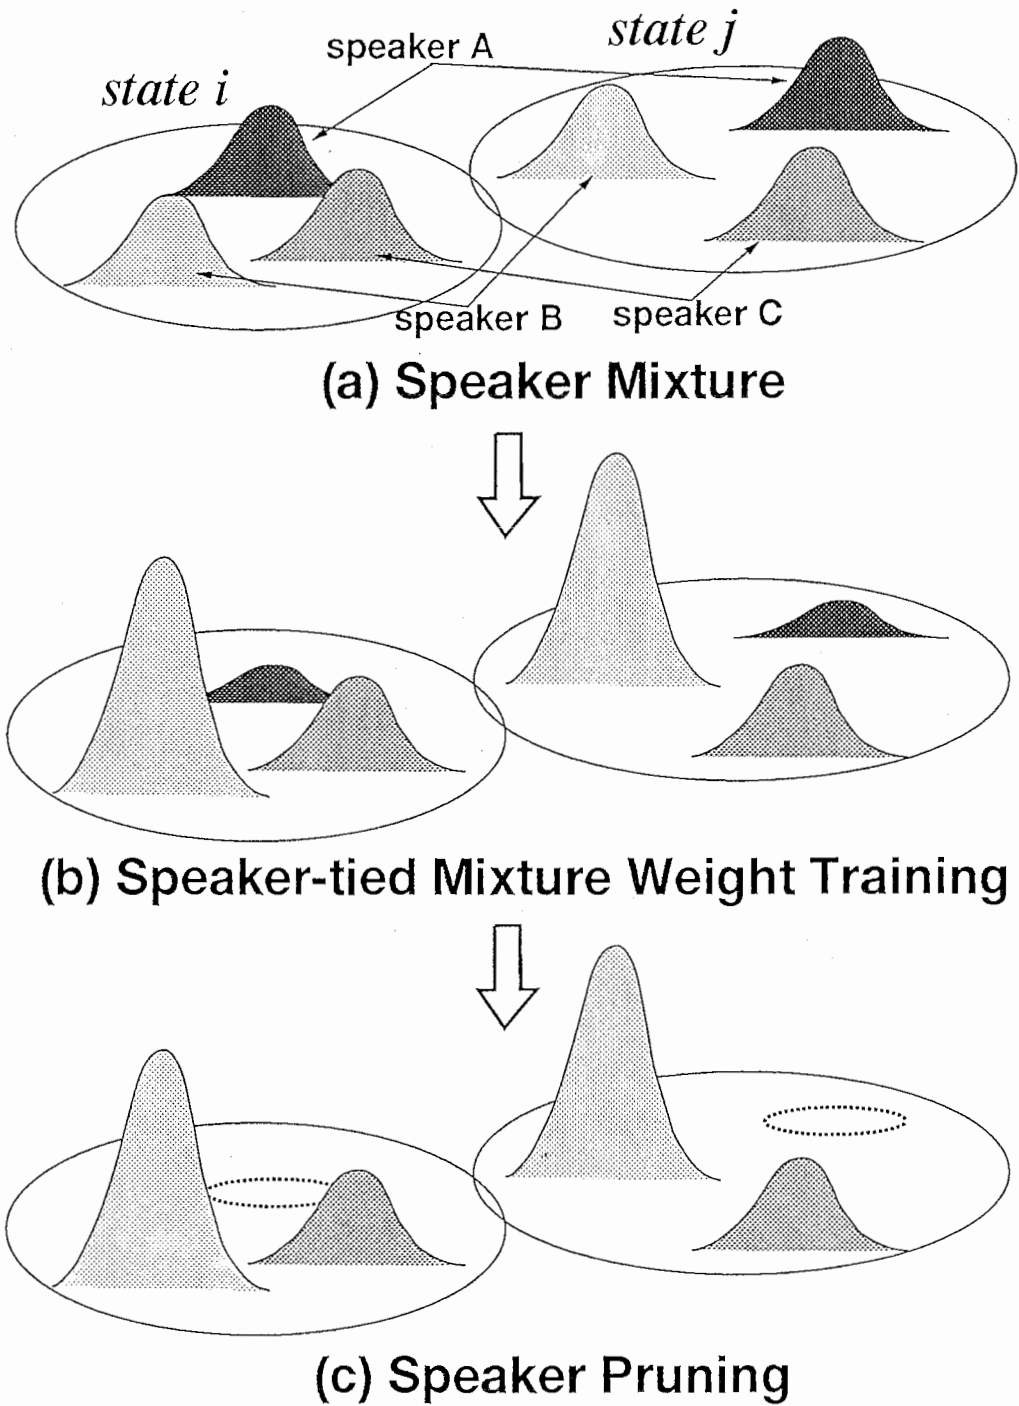 speaker A
state j
state i
speaker B
speaker C
(a) Speaker Mixture
(b) Speaker-tied Mixture Weight Training
(c) Speaker Pruning